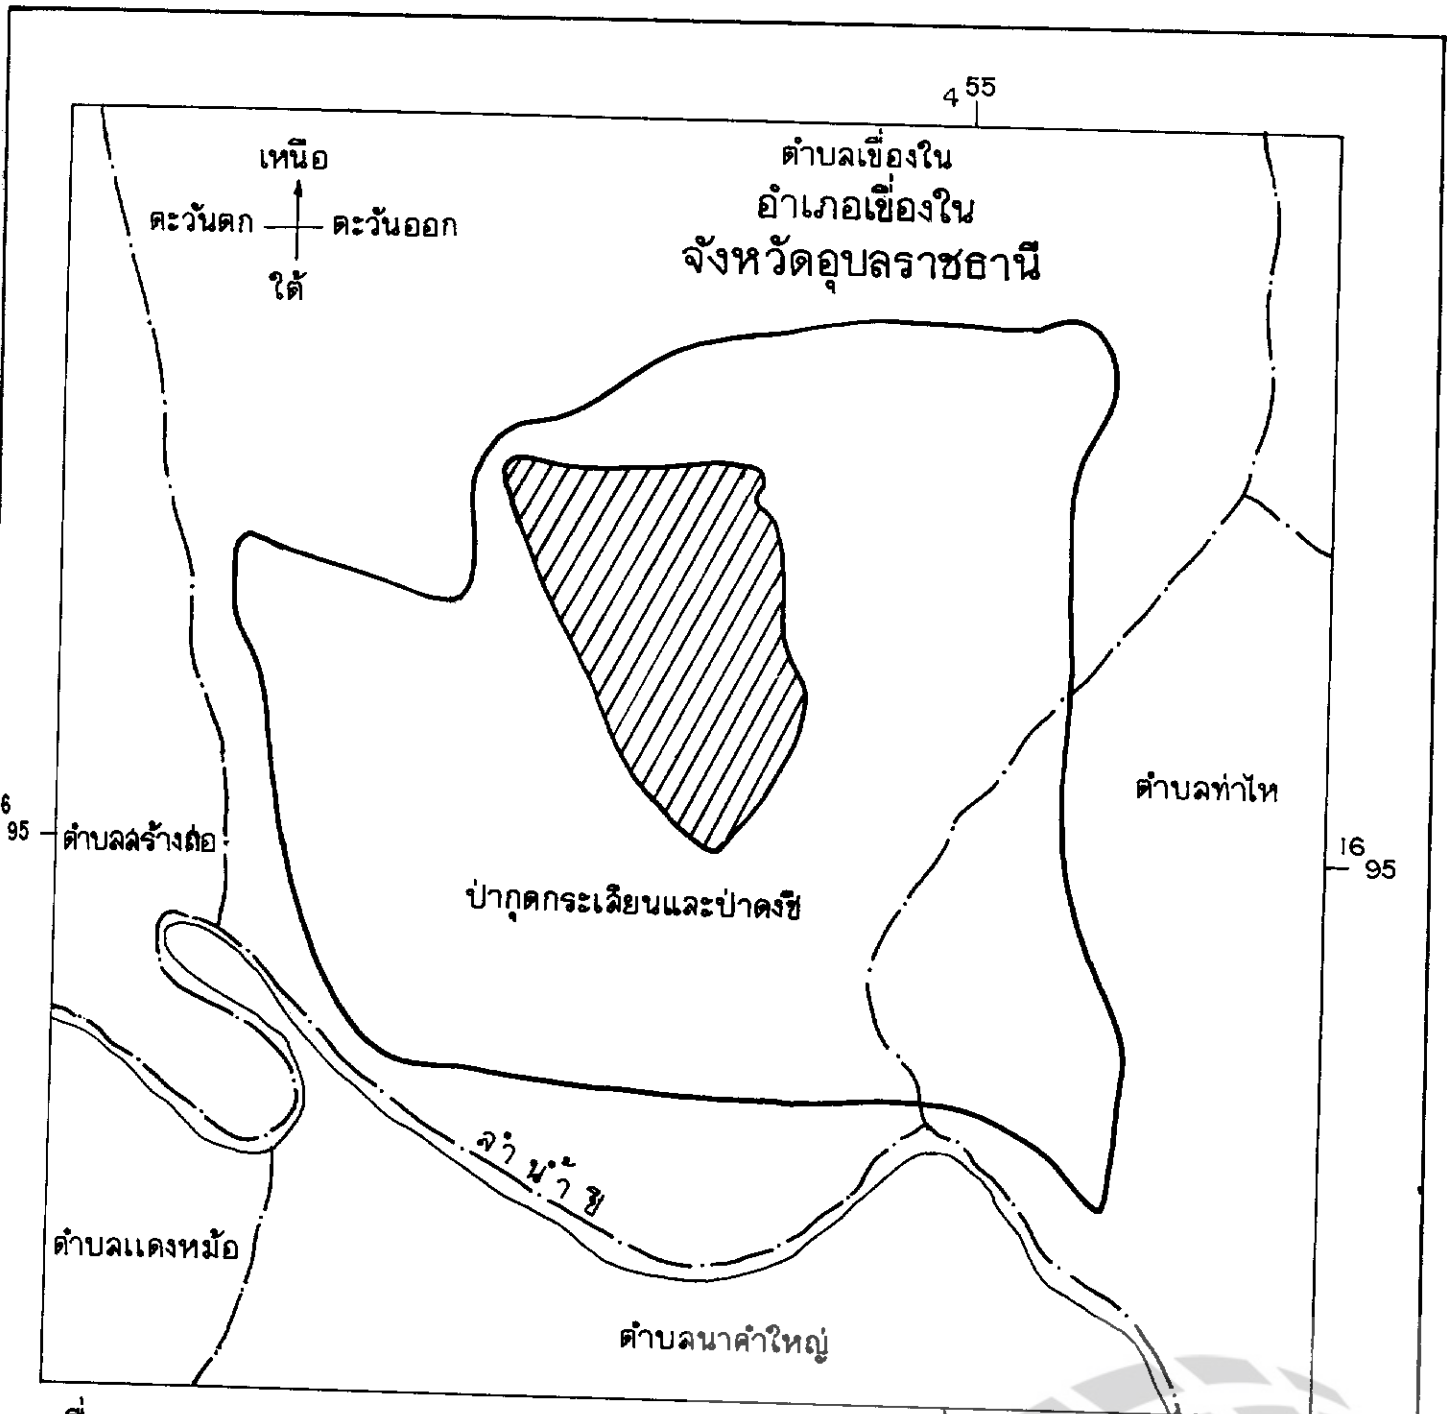 4 55
ตำบลเขื่องใน
อำเภอเขื่องใน
จังหวัดอุบลราชธานี
เหนือ
ตะวันตก ตะวันออก
ใต้
ตำบลท่าไห
6
95
ตำบลสร้างถ่อ
16
95
ป่ากุดกระเสียนและป่าดงชี
ลำน้ำชี
ตำบลแดงหม้อ
ตำบลนาคำใหญ่